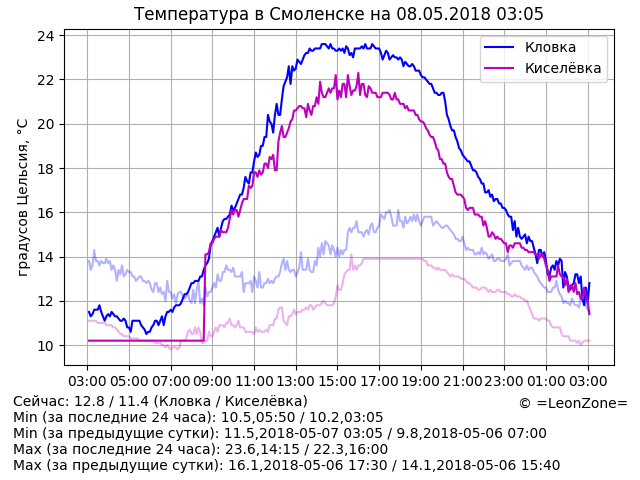 Температура в Смоленске на 08.05.2018 03:05
Кловка
Киселёвка
градусов Цельсия, °C
24
22
20
18
16
14
12
10
03:00 05:00 07:00 09:00 11:00 13:00 15:00 17:00 19:00 21:00 23:00 01:00 03:00
Сейчас: 12.8 / 11.4 (Кловка / Киселёвка)
© =LeonZone=
Min (за последние 24 часа): 10.5,05:50 / 10.2,03:05
Min (за предыдущие сутки): 11.5,2018-05-07 03:05 / 9.8,2018-05-06 07:00
Max (за последние 24 часа): 23.6,14:15 / 22.3,16:00
Max (за предыдущие сутки): 16.1,2018-05-06 17:30 / 14.1,2018-05-06 15:40